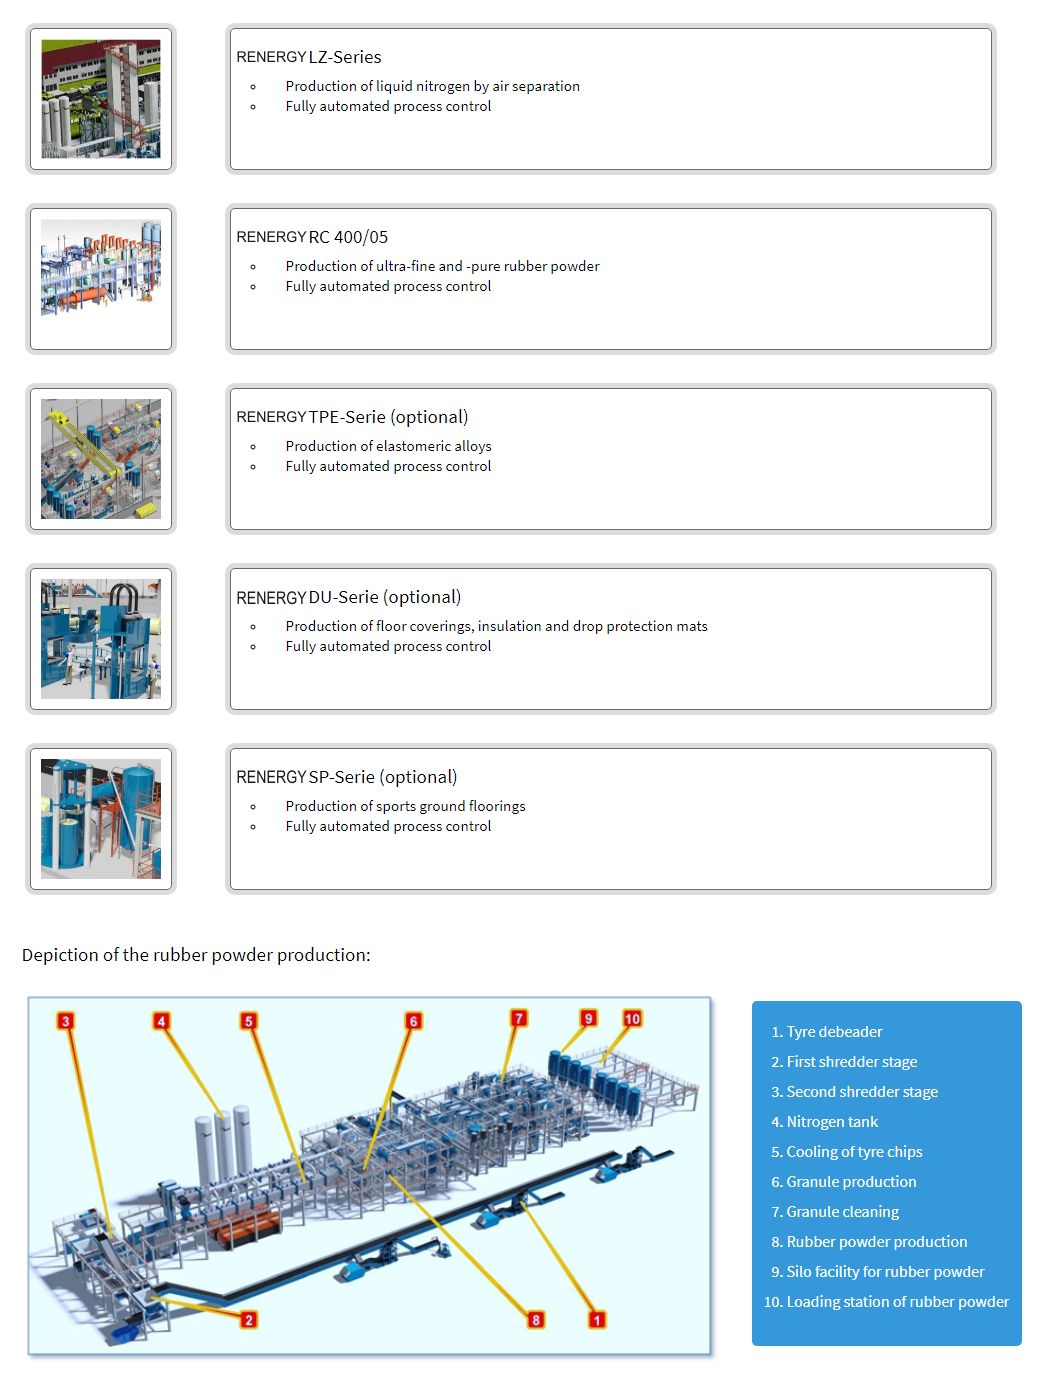 RENERGY LZ-Series
Production of liquid nitrogen by air separation
Fully automated process control
RENERGY RC 400/05
Production of ultra-fine and -pure rubber powder
Fully automated process control
RENERGY TPE-Serie (optional)
Production of elastomeric alloys
Fully automated process control
RENERGY DU-Serie (optional)
Production of floor coverings, insulation and drop protection mats
Fully automated process control
RENERGY SP-Serie (optional)
Production of sports ground floorings
Fully automated process control
Depiction of the rubber powder production:
3 4 5 6 7 9 10
2 8 1
1. Tyre debeader
2. First shredder stage
3. Second shredder stage
4. Nitrogen tank
5. Cooling of tyre chips
6. Granule production
7. Granule cleaning
8. Rubber powder production
9. Silo facility for rubber powder
10. Loading station of rubber powder